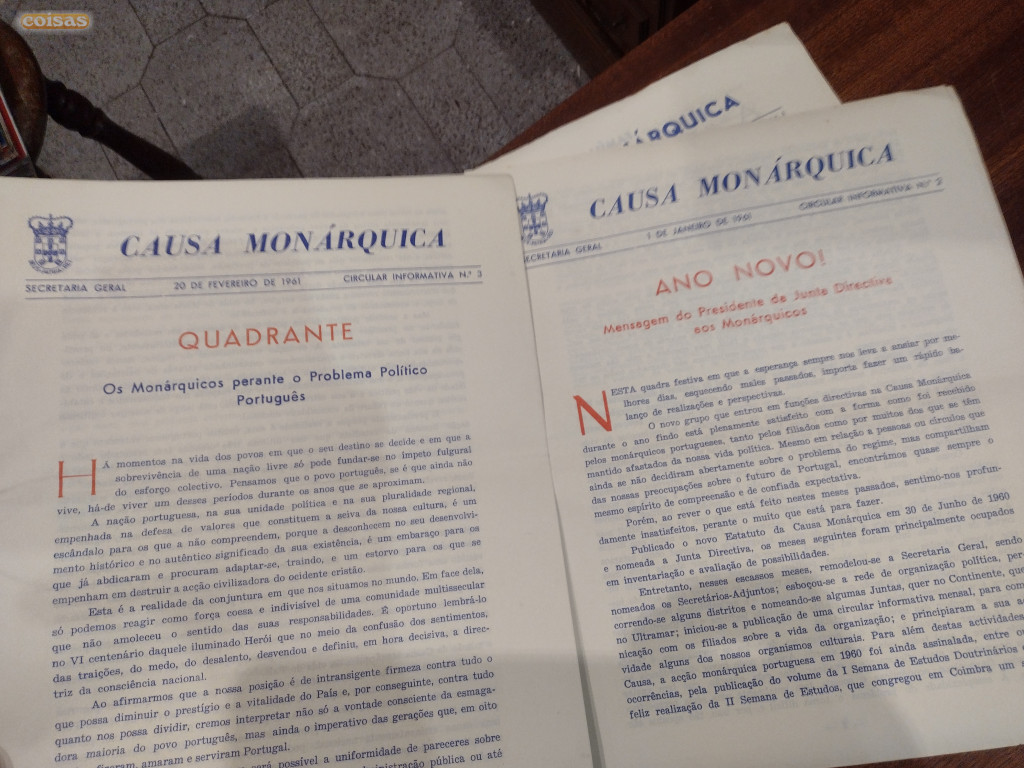 coisas
CAUSA MONÁRQUICA
SECRETARIA GERAL 20 DE FEVEREIRO DE 1961 CIRCULAR INFORMATIVA N.º 3
QUADRANTE
Os Monárquicos perante o Problema Político
Português
HÁ momentos na vida dos povos em que o seu destino se decide e em que a
sobrevivência de uma nação livre só pode fundar-se no ímpeto fulgural
do esforço colectivo. Pensamos que o povo português, se é que ainda não
vive, há-de viver um desses períodos durante os anos que se aproximam.
A nação portuguesa, na sua unidade política e na sua pluralidade regional,
empenhada na defesa de valores que constituem a seiva da nossa cultura, é um
escândalo para os que a não compreendem, porque a desconhecem no seu desenvolvi-
mento histórico e no autêntico significado da sua existência, é um embaraço para os
que já abdicaram e procuram adaptar-se, traindo, e um estorvo para os que se
empenham em destruir a acção civilizadora do ocidente cristão.
Esta é a realidade da conjuntura em que nos situamos no mundo. Em face dela,
só podemos reagir como força coesa e indivisível de uma comunidade multissecular
que não amoleceu o sentido das suas responsabilidades. É oportuno lembrá-lo
no VI centenário daquele iluminado Herói que no meio da confusão dos sentimentos,
das traições, do medo, do desalento, desvendou e definiu, em hora decisiva, a direc-
triz da consciência nacional.
Ao afirmarmos que a nossa posição é de intransigente firmeza contra tudo o
que possa diminuir o prestígio e a vitalidade do País e, por conseguinte, contra tudo
quanto nos possa dividir, cremos interpretar não só a vontade consciente da esmaga-
dora maioria do povo português, mas ainda o imperativo das gerações que, em oito
fizeram, amaram e serviram Portugal.
será possível a uniformidade de pareceres sobre
administração pública ou até
MONÁRQUICA
CAUSA MONÁRQUICA
SECRETARIA GERAL 1 DE JANEIRO DE 1961 CIRCULAR INFORMATIVA N.º 2
ANO NOVO!
Mensagem do Presidente da Junta Directiva
aos Monárquicos
NESTA quadra festiva em que a esperança sempre nos leva a ansiar por me-
lhores dias, esquecendo males passados, importa fazer um rápido ba-
lanço de realizações e perspectivas.
O novo grupo que entrou em funções directivas na Causa Monárquica
durante o ano findo está plenamente satisfeito com a forma como foi recebido
pelos monárquicos portugueses, tanto pelos filiados como por muitos dos que se têm
mantido afastados da nossa vida política. Mesmo em relação a pessoas ou círculos que
ainda se não decidiram abertamente sobre o problema do regime, mas compartilham
das nossas preocupações sobre o futuro de Portugal, encontrámos quase sempre o
mesmo espírito de compreensão e de confiada expectativa.
Porém, ao rever o que está feito nestes meses passados, sentimo-nos profun-
damente insatisfeitos, perante o muito que está para fazer.
Publicado o novo Estatuto da Causa Monárquica em 30 de Junho de 1960
e nomeada a Junta Directiva, os meses seguintes foram principalmente ocupados
em inventariação e avaliação de possibilidades.
Entretanto, nesses escassos meses, remodelou-se a Secretaria Geral, sendo
nomeados os Secretários-Adjuntos; esboçou-se a rede de organização política, per-
correndo-se alguns distritos e nomeando-se algumas Juntas, quer no Continente, que
no Ultramar; iniciou-se a publicação de uma circular informativa mensal, para com
nicação com os filiados sobre a vida da organização; e principiaram a sua a
vidade alguns dos nossos organismos culturais. Para além destas actividades
Causa, a acção monárquica portuguesa em 1960 foi ainda assinalada, entre o
ocorrências, pela publicação do volume da I Semana de Estudos Doutrinários e
feliz realização da II Semana de Estudos, que congregou em Coimbra um